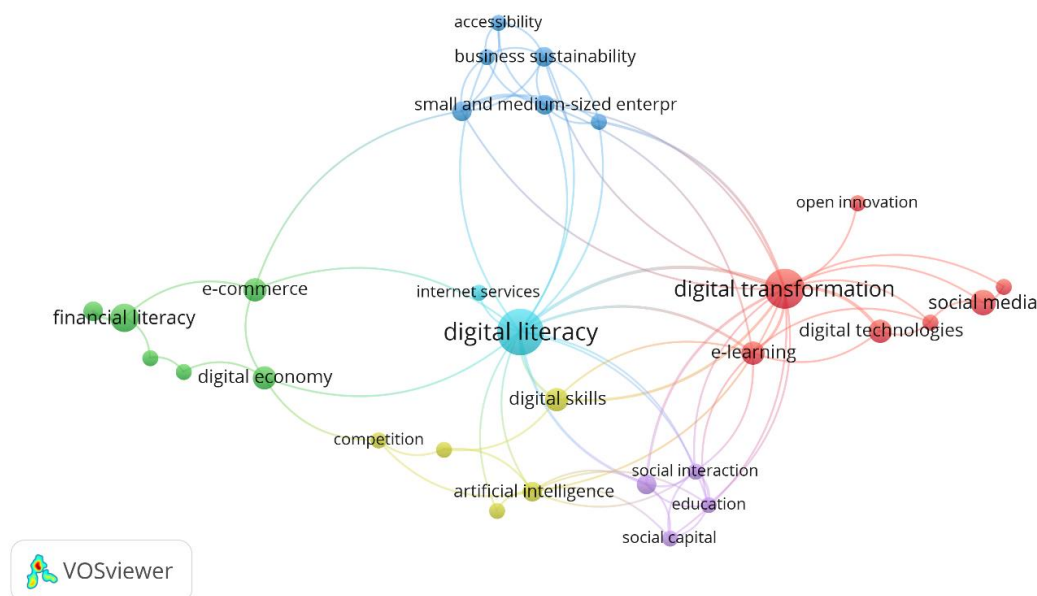 accessibility
business sustainability
small and medium-sized enterpr
open innovation
e-commerce
internet services
digital transformation
social media
financial literacy
digital literacy
digital technologies
e-learning
digital economy
digital skills
competition
artificial intelligence
social interaction
education
social capital
VOSviewer